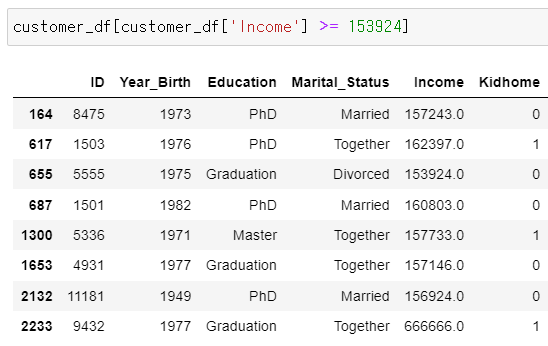 customer_df[customer_df['Income'] >= 153924]
ID Year_Birth Education Marital_Status Income Kidhome
164 8475 1973 PhD Married 157243.0 0
617 1503 1976 PhD Together 162397.0 1
655 5555 1975 Graduation Divorced 153924.0 0
687 1501 1982 PhD Married 160803.0 0
1300 5336 1971 Master Together 157733.0 1
1653 4931 1977 Graduation Together 157146.0 0
2132 11181 1949 PhD Married 156924.0 0
2233 9432 1977 Graduation Together 666666.0 1